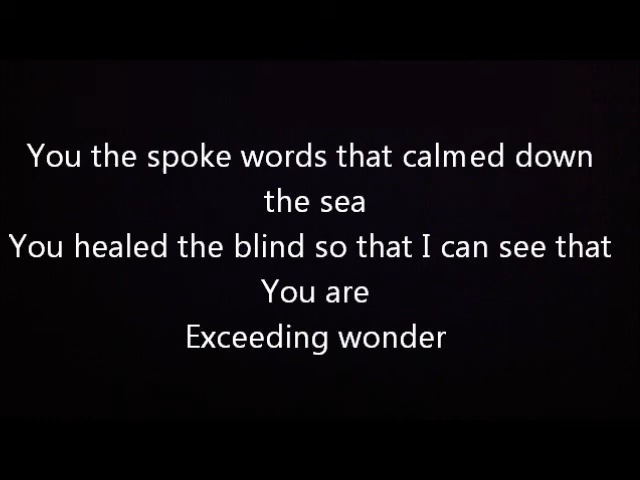 You the spoke words that calmed down
the sea
You healed the blind so that I can see that
You are
Exceeding wonder